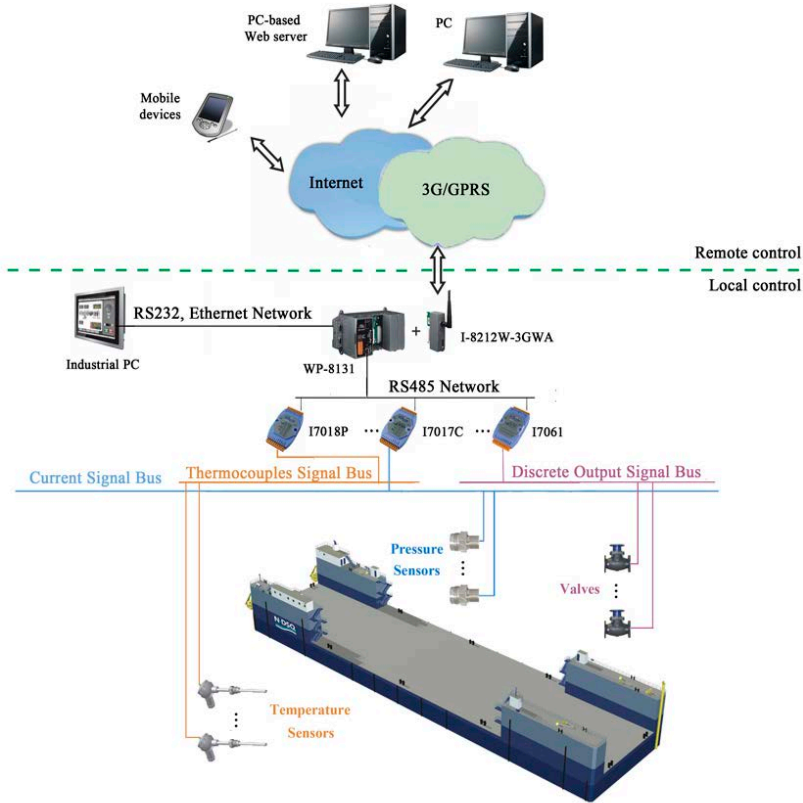 PC-based
Web server
PC
Mobile
devices
Internet
3G/GPRS
Remote control
Local control
RS232, Ethernet Network
I-8212W-3GWA
Industrial PC
WP-8131
+
RS485 Network
I7018P
I7017C
I7061
Current Signal Bus
Thermocouples Signal Bus
Discrete Output Signal Bus
Pressure
Sensors
Valves
Temperature
Sensors